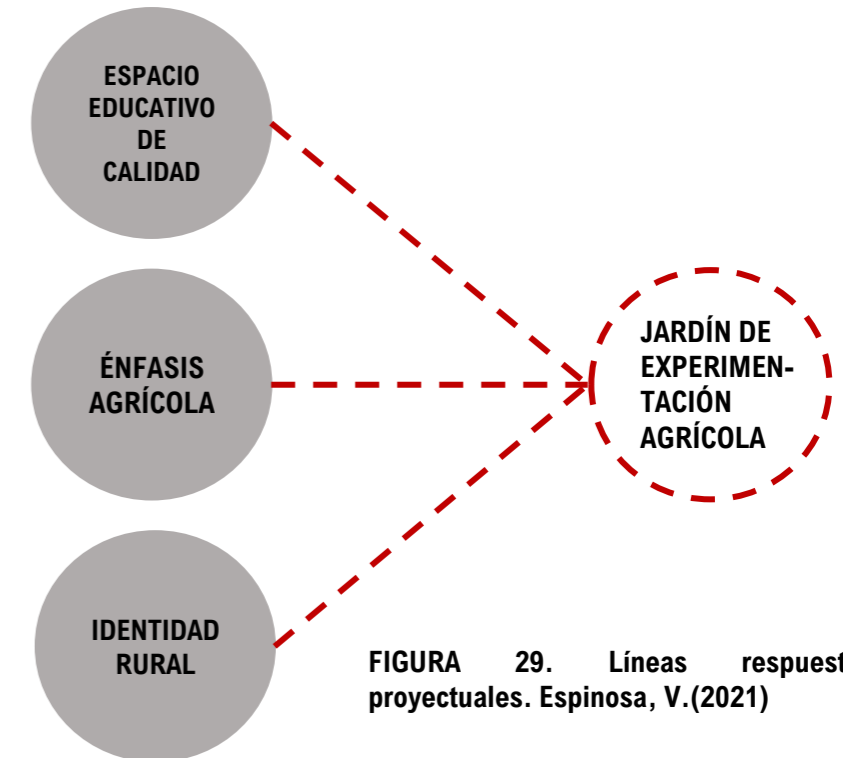 ESPACIO
EDUCATIVO
DE
CALIDAD
ÉNFASIS
AGRÍCOLA
IDENTIDAD
RURAL
JARDÍN DE
EXPERIMEN-
TACIÓN
AGRÍCOLA
FIGURA 29. Líneas respuest
proyectuales. Espinosa, V.(2021)